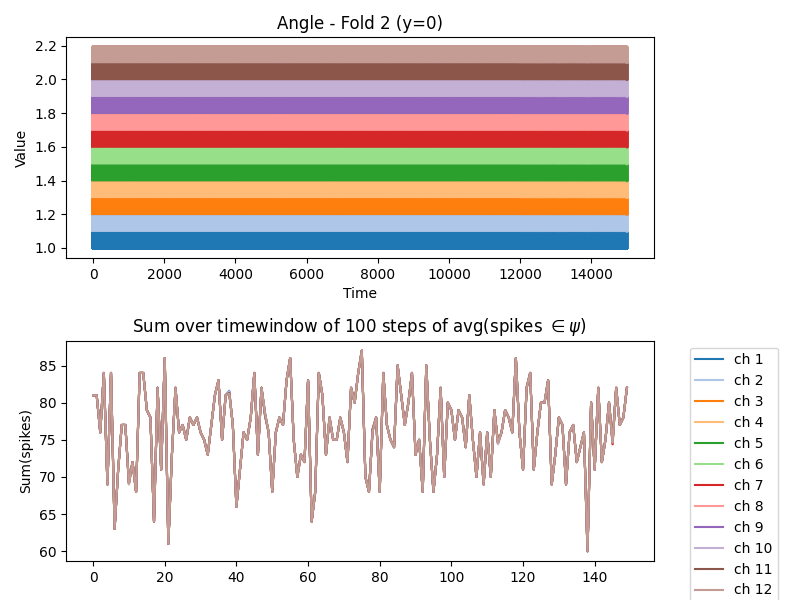 Angle - Fold 2 (y=0)
Value
2.2
2.0
1.8
1.6
1.4
1.2
1.0
0 2000 4000 6000 8000 10000 12000 14000
Time
Sum over timewindow of 100 steps of avg(spikes ∈ ψ)
Sum(spikes)
85
80
75
70
65
60
0 20 40 60 80 100 120 140
ch 1
ch 2
ch 3
ch 4
ch 5
ch 6
ch 7
ch 8
ch 9
ch 10
ch 11
ch 12